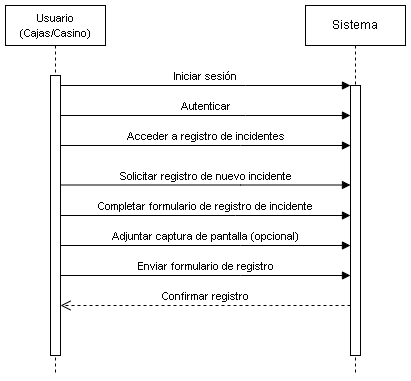 Usuario
(Cajas/Casino)
Sistema
Iniciar sesión
Autenticar
Acceder a registro de incidentes
Solicitar registro de nuevo incidente
Completar formulario de registro de incidente
Adjuntar captura de pantalla (opcional)
Enviar formulario de registro
Confirmar registro